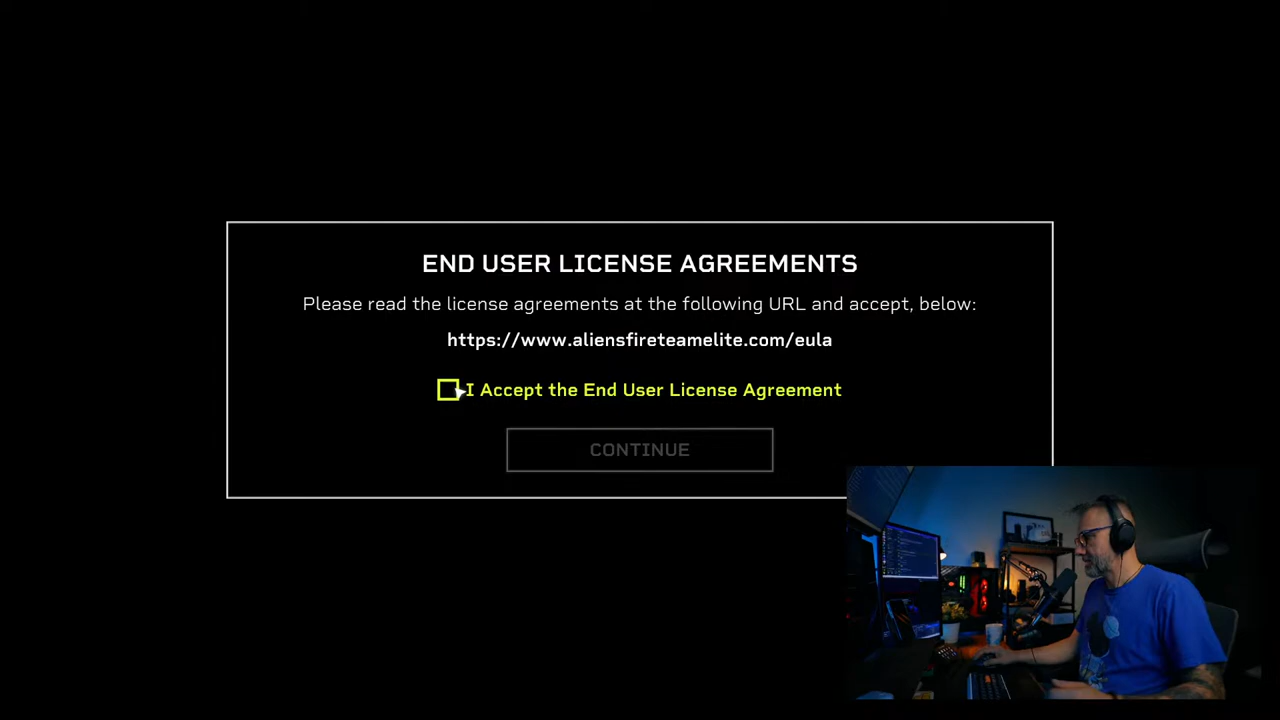 END USER LICENSE AGREEMENTS
Please read the license agreements at the following URL and accept, below:
https://www.aliensfireteamelite.com/eula
I Accept the End User License Agreement
CONTINUE